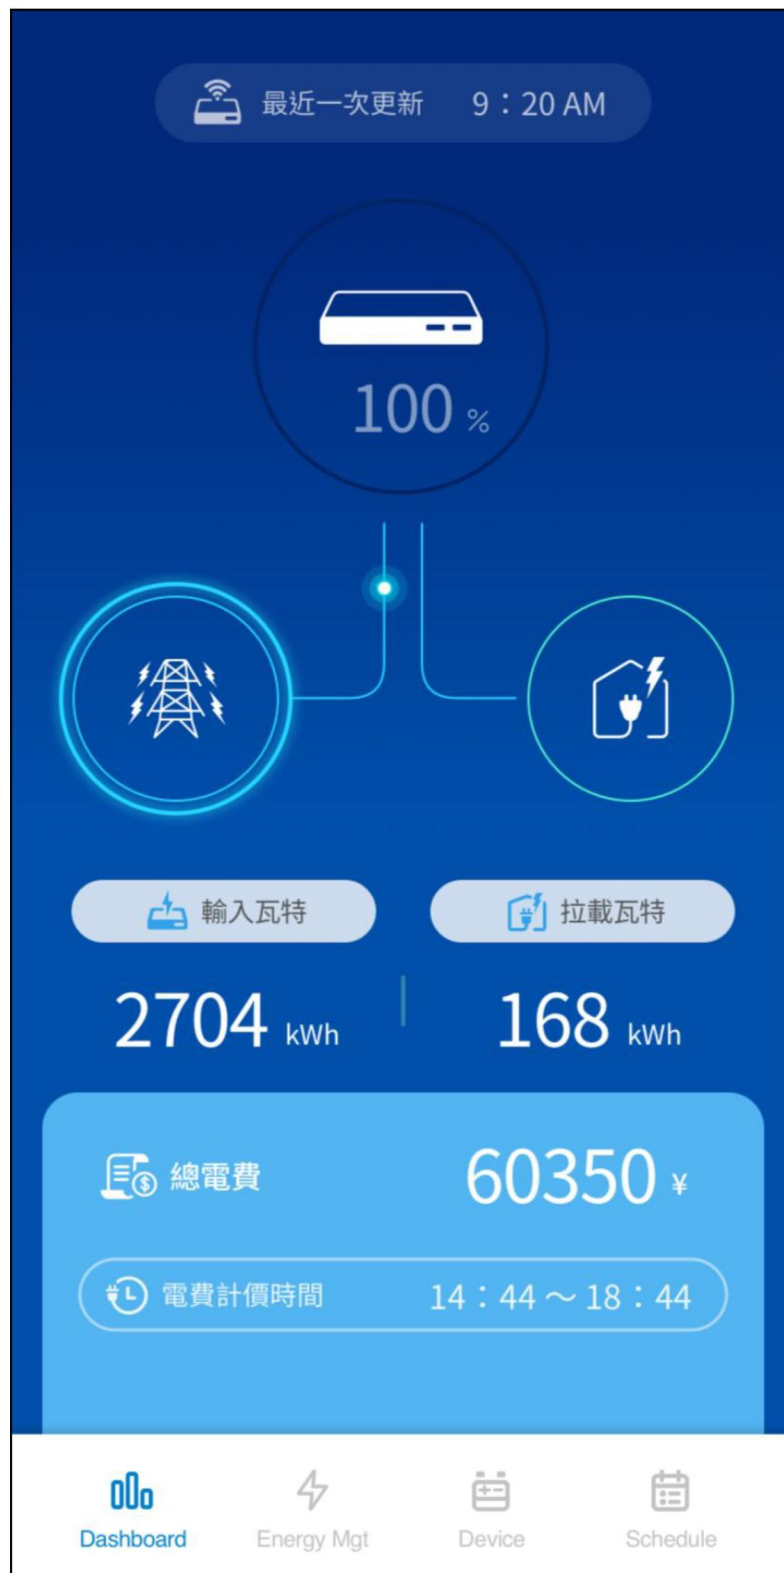 最近一次更新 9：20 AM
100 %
輸入瓦特 拉載瓦特
2704 kWh 168 kWh
總電費 60350 ¥
電費計價時間 14：44～18：44
Dashboard Energy Mgt Device Schedule